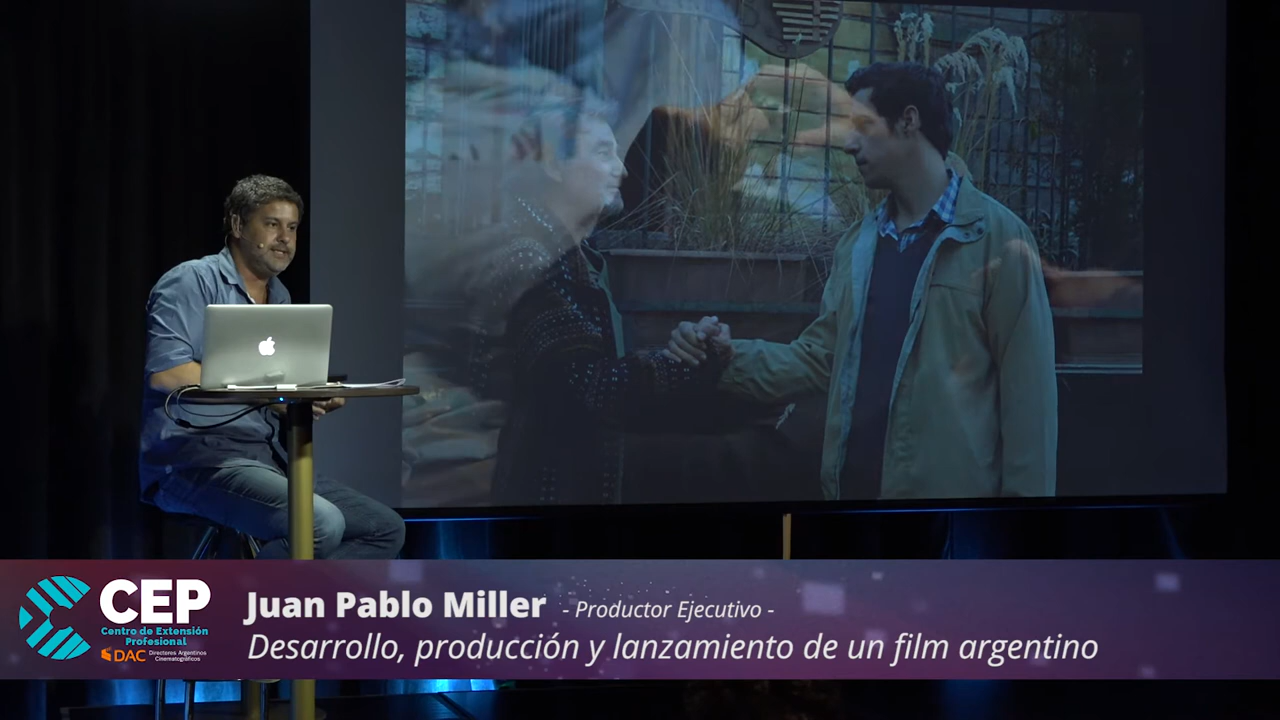 CEP
Centro de Extensión
Profesional
DAC Directores Argentinos
Cinematográficos
Juan Pablo Miller - Productor Ejecutivo -
Desarrollo, producción y lanzamiento de un film argentino